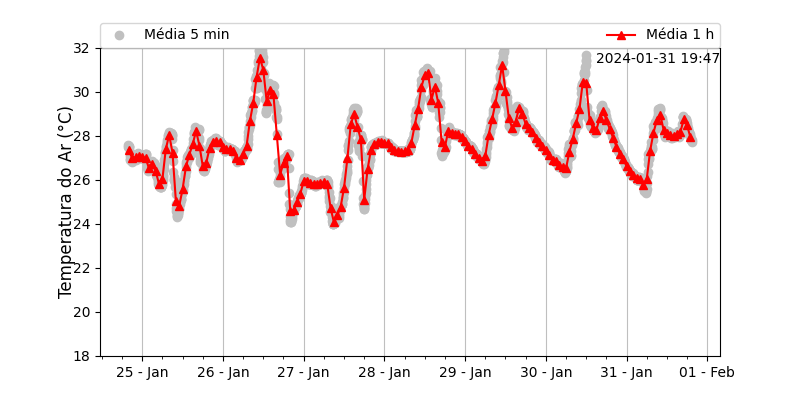 Média 5 min
Média 1 h
2024-01-31 19:47
Temperatura do Ar (°C)
32
30
28
26
24
22
20
18
25 - Jan
26 - Jan
27 - Jan
28 - Jan
29 - Jan
30 - Jan
31 - Jan
01 - Feb